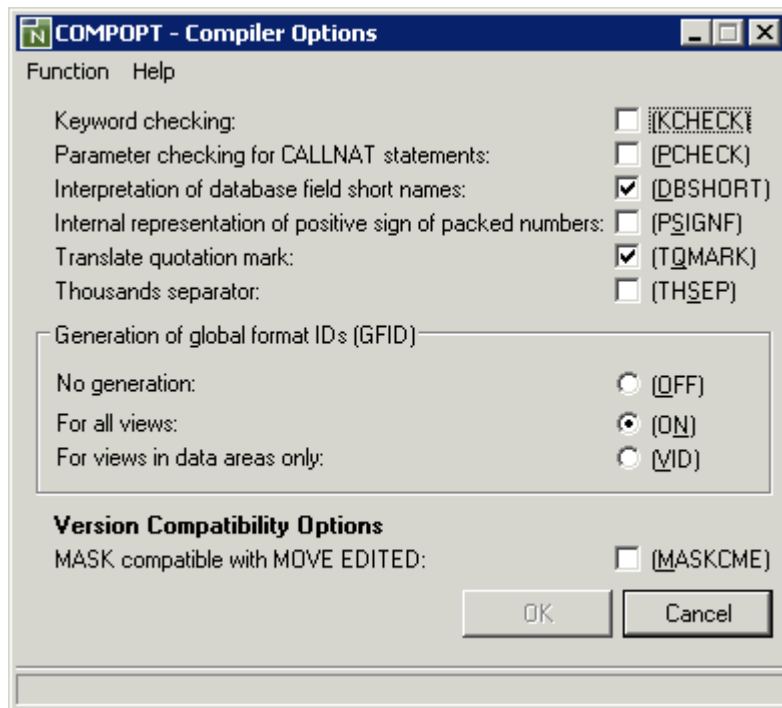 COMPOPT - Compiler Options
Function Help
Keyword checking: (KCHECK)
Parameter checking for CALLNAT statements: (PCHECK)
Interpretation of database field short names: (DBSHORT)
Internal representation of positive sign of packed numbers: (PSIGNF)
Translate quotation mark: (TQMARK)
Thousands separator: (THSEP)
Generation of global format IDs (GFID)
No generation: (OFF)
For all views: (ON)
For views in data areas only: (VID)
Version Compatibility Options
MASK compatible with MOVE EDITED: (MASKCME)
OK Cancel